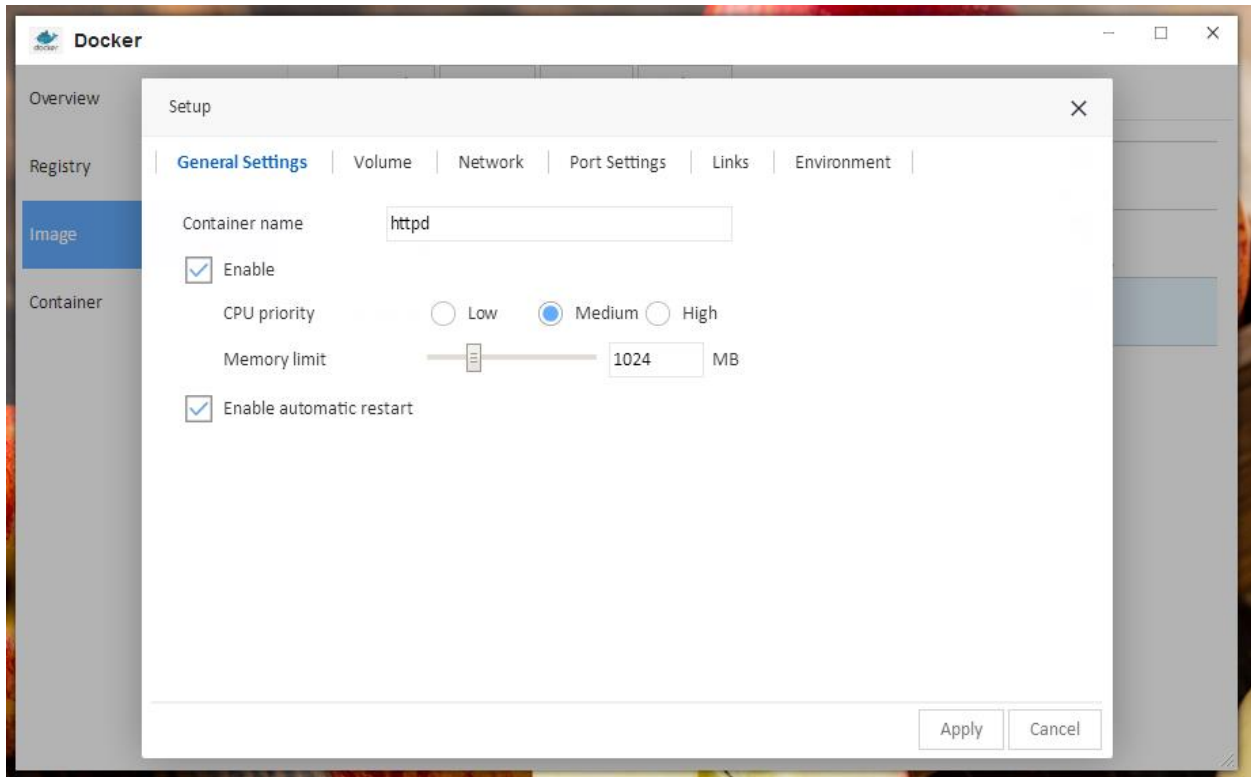 docker Docker
Overview
Registry
Image
Container
Setup
General Settings Volume Network Port Settings Links Environment
Container name httpd
Enable
CPU priority Low Medium High
Memory limit 1024 MB
Enable automatic restart
Apply Cancel